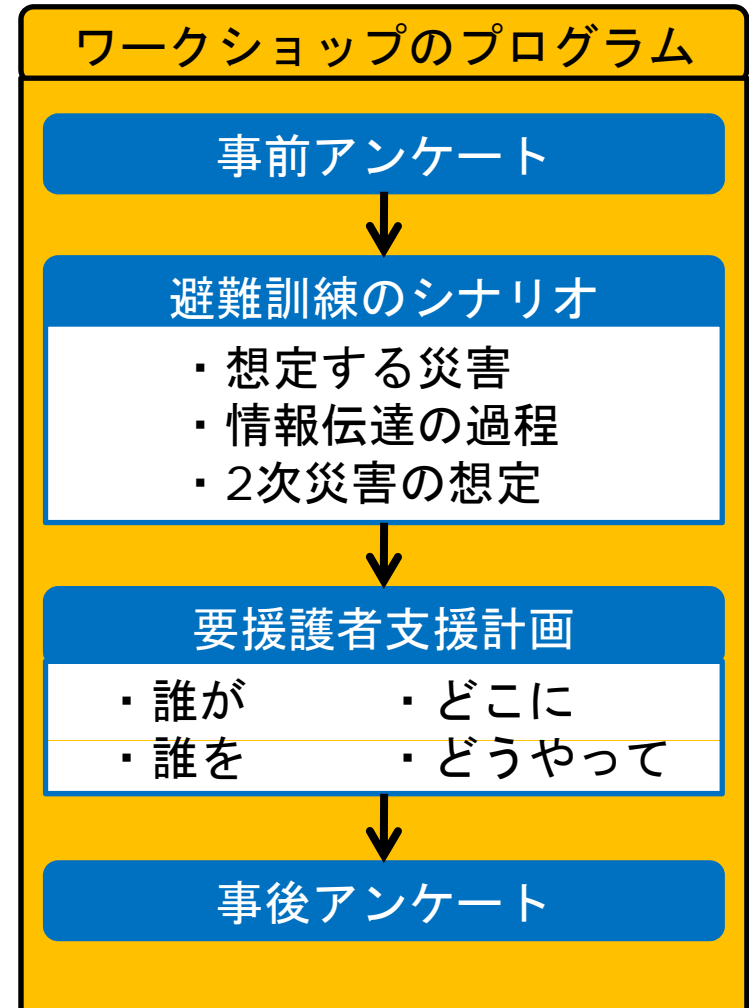 ワークショップのプログラム
事前アンケート
避難訓練のシナリオ
・想定する災害
・情報伝達の過程
・2次災害の想定
要援護者支援計画
・誰が ・どこに
・誰を ・どうやって
事後アンケート